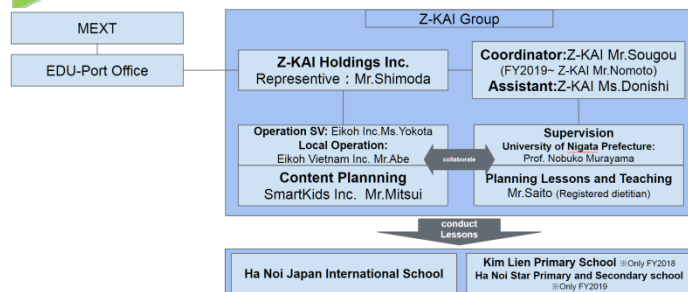 Z-KAI Group
MEXT
EDU-Port Office
Z-KAI Holdings Inc.
Representive：Mr.Shimoda
Coordinator:Z-KAI Mr.Sougou
(FY2019~ Z-KAI Mr.Nomoto)
Assistant:Z-KAI Ms.Donishi
Operation SV: Eikoh Inc.Ms.Yokota
Local Operation:
Eikoh Vietnam Inc. Mr.Abe
Content Plannning
SmartKids Inc. Mr.Mitsui
collaborate
Supervision
University of Nigata Prefecture:
Prof. Nobuko Murayama
Planning Lessons and Teaching
Mr.Saito (Registered dietitian)
conduct
Lessons
Ha Noi Japan International School
Kim Lien Primary School ※Only FY2018
Ha Noi Star Primary and Secondary school
※Only FY2019